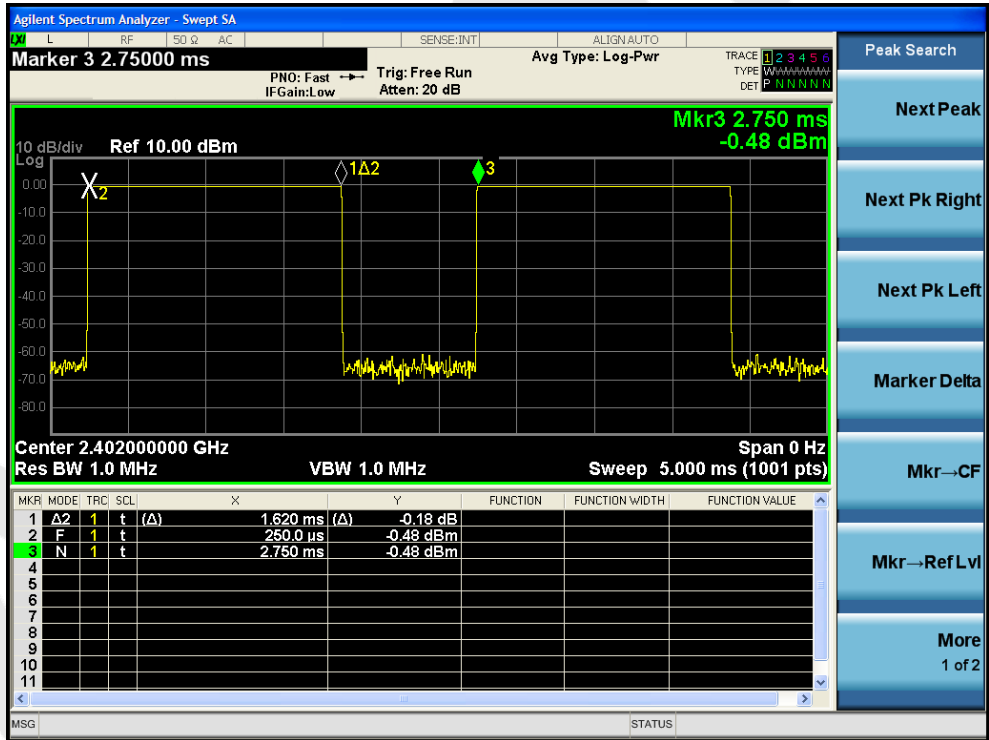 Agilent Spectrum Analyzer - Swept SA
LXI L RF 50 Ω AC SENSE:INT ALIGNAUTO
Marker 3 2.75000 ms
PNO: Fast
IFGain:Low
Trig: Free Run
Atten: 20 dB
Avg Type: Log-Pwr
TRACE 1 2 3 4 5 6
TYPE W
DET P N N N N N
Mkr3 2.750 ms
-0.48 dBm
10 dB/div
Log
Ref 10.00 dBm
1Δ2
3
2
0.00
-10.0
-20.0
-30.0
-40.0
-50.0
-60.0
-70.0
-80.0
Center 2.402000000 GHz
Span 0 Hz
Res BW 1.0 MHz
VBW 1.0 MHz
Sweep 5.000 ms (1001 pts)
MKR MODE TRC SCL X Y FUNCTION FUNCTION WIDTH FUNCTION VALUE
1 Δ2 1 t (Δ) 1.620 ms (Δ) -0.18 dB
2 F 1 t 250.0 µs -0.48 dBm
3 N 1 t 2.750 ms -0.48 dBm
4
5
6
7
8
9
10
11
MSG
STATUS
Peak Search
Next Peak
Next Pk Right
Next Pk Left
Marker Delta
Mkr→CF
Mkr→Ref Lvl
More
1 of 2